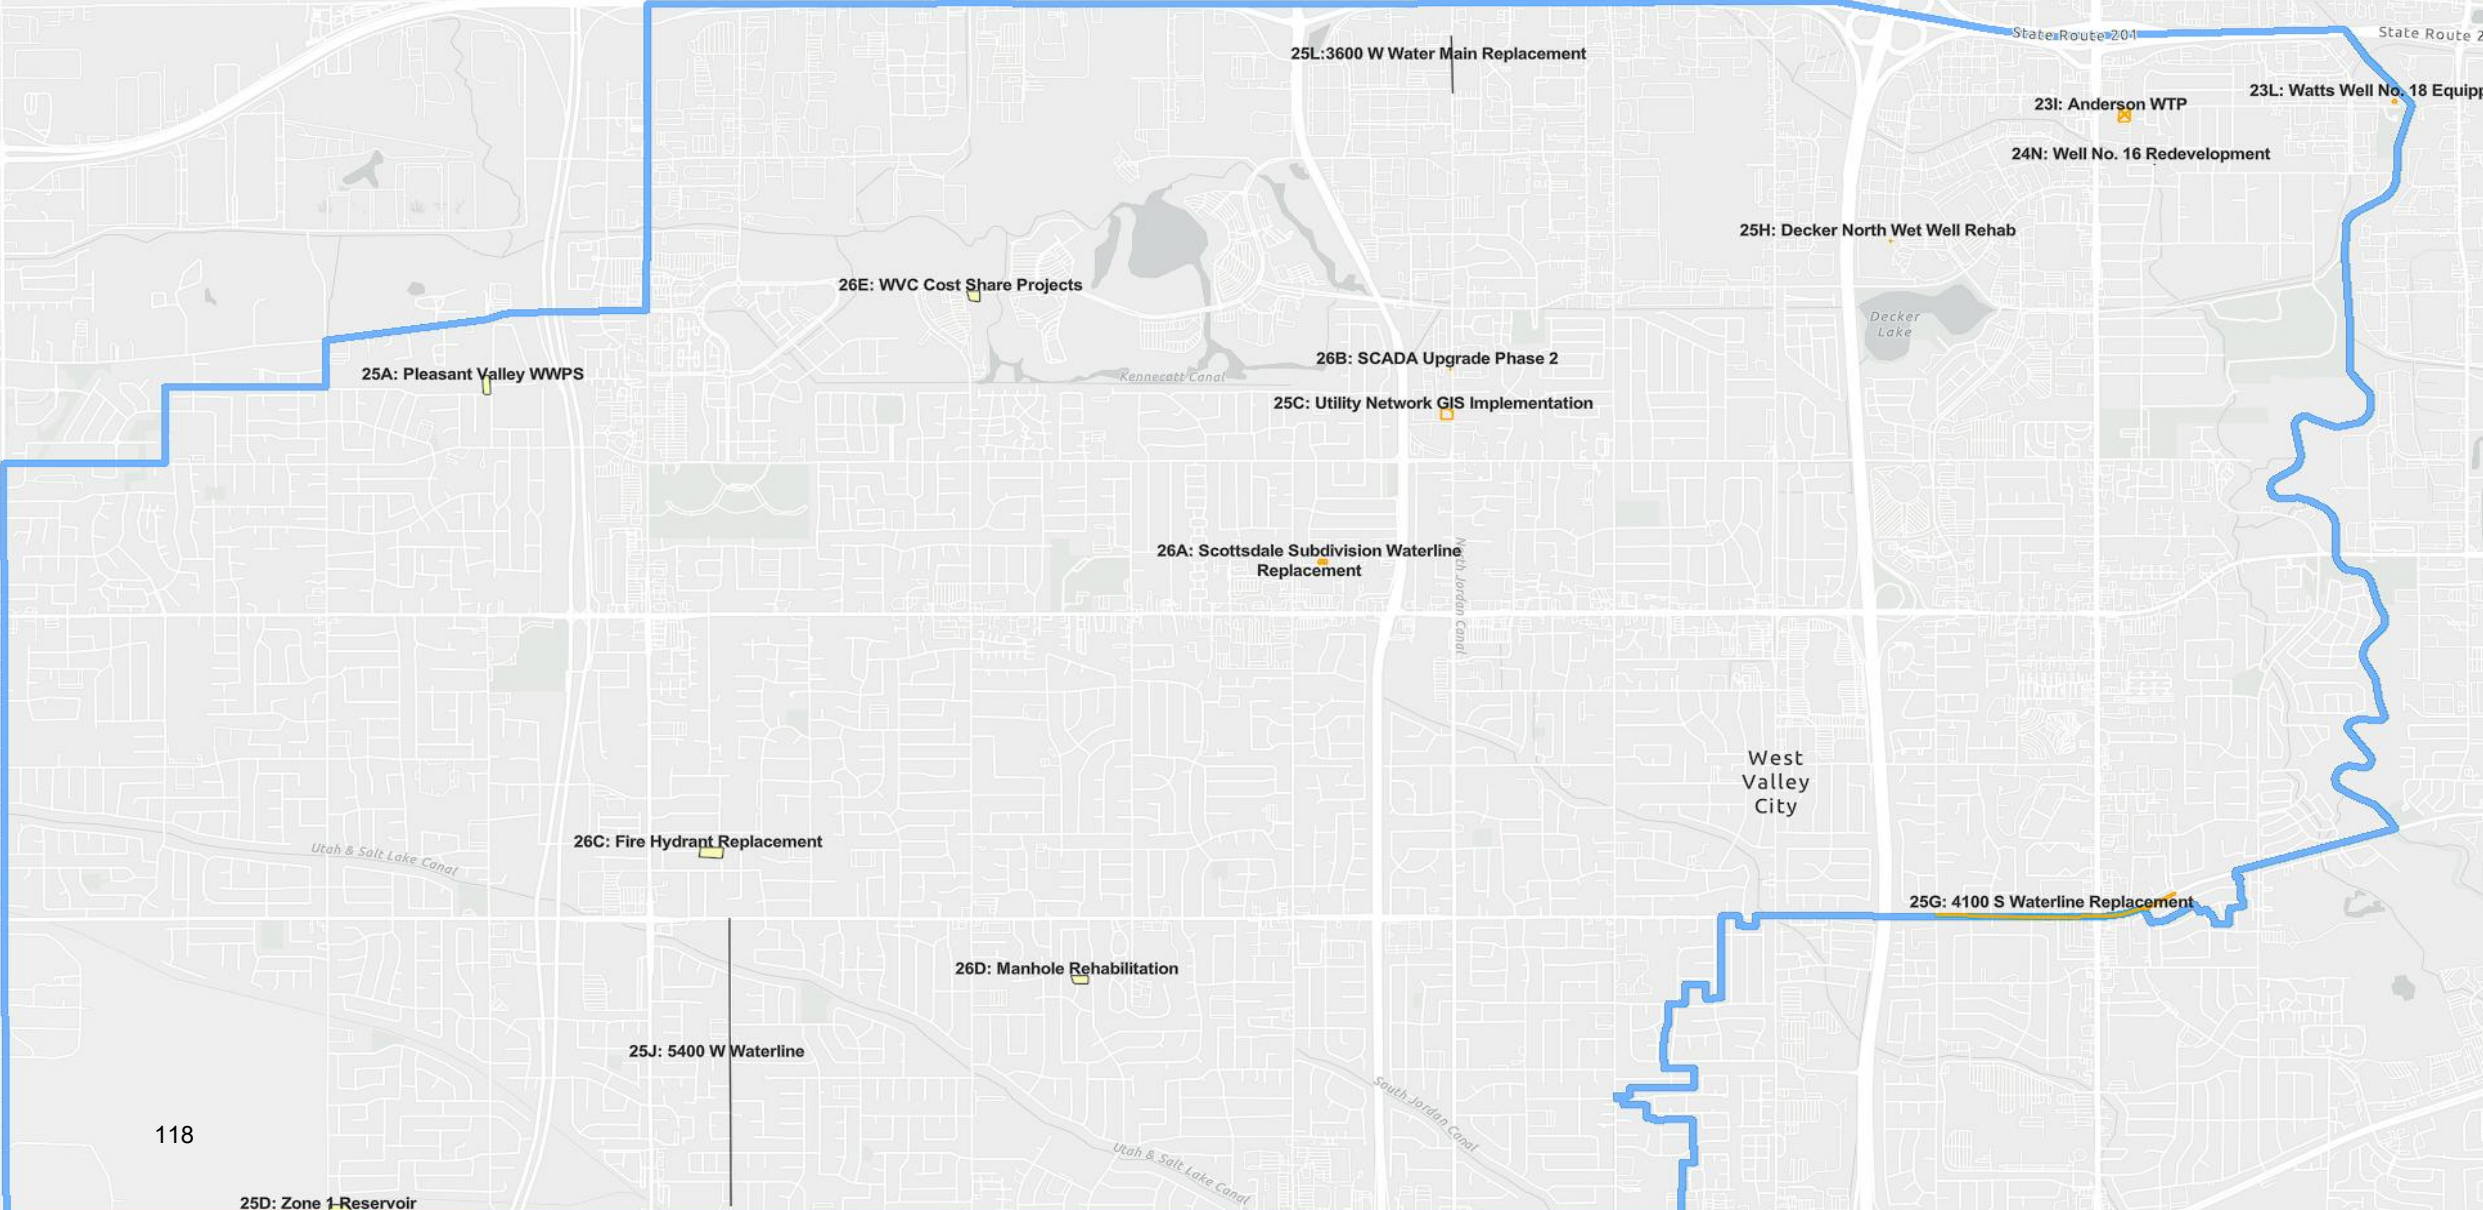 State Route 201
State Route 2
25L:3600 W Water Main Replacement
23L: Watts Well No. 18 Equipp
23I: Anderson WTP
24N: Well No. 16 Redevelopment
25H: Decker North Wet Well Rehab
26E: WVC Cost Share Projects
Decker
Lake
26B: SCADA Upgrade Phase 2
25A: Pleasant Valley WWPS
Kennecott Canal
25C: Utility Network GIS Implementation
26A: Scottsdale Subdivision Waterline
Replacement
North Jordan Canal
West
Valley
City
26C: Fire Hydrant Replacement
Utah & Salt Lake Canal
25G: 4100 S Waterline Replacement
26D: Manhole Rehabilitation
25J: 5400 W Waterline
South Jordan Canal
118
Utah & Salt Lake Canal
25D: Zone 1 Reservoir